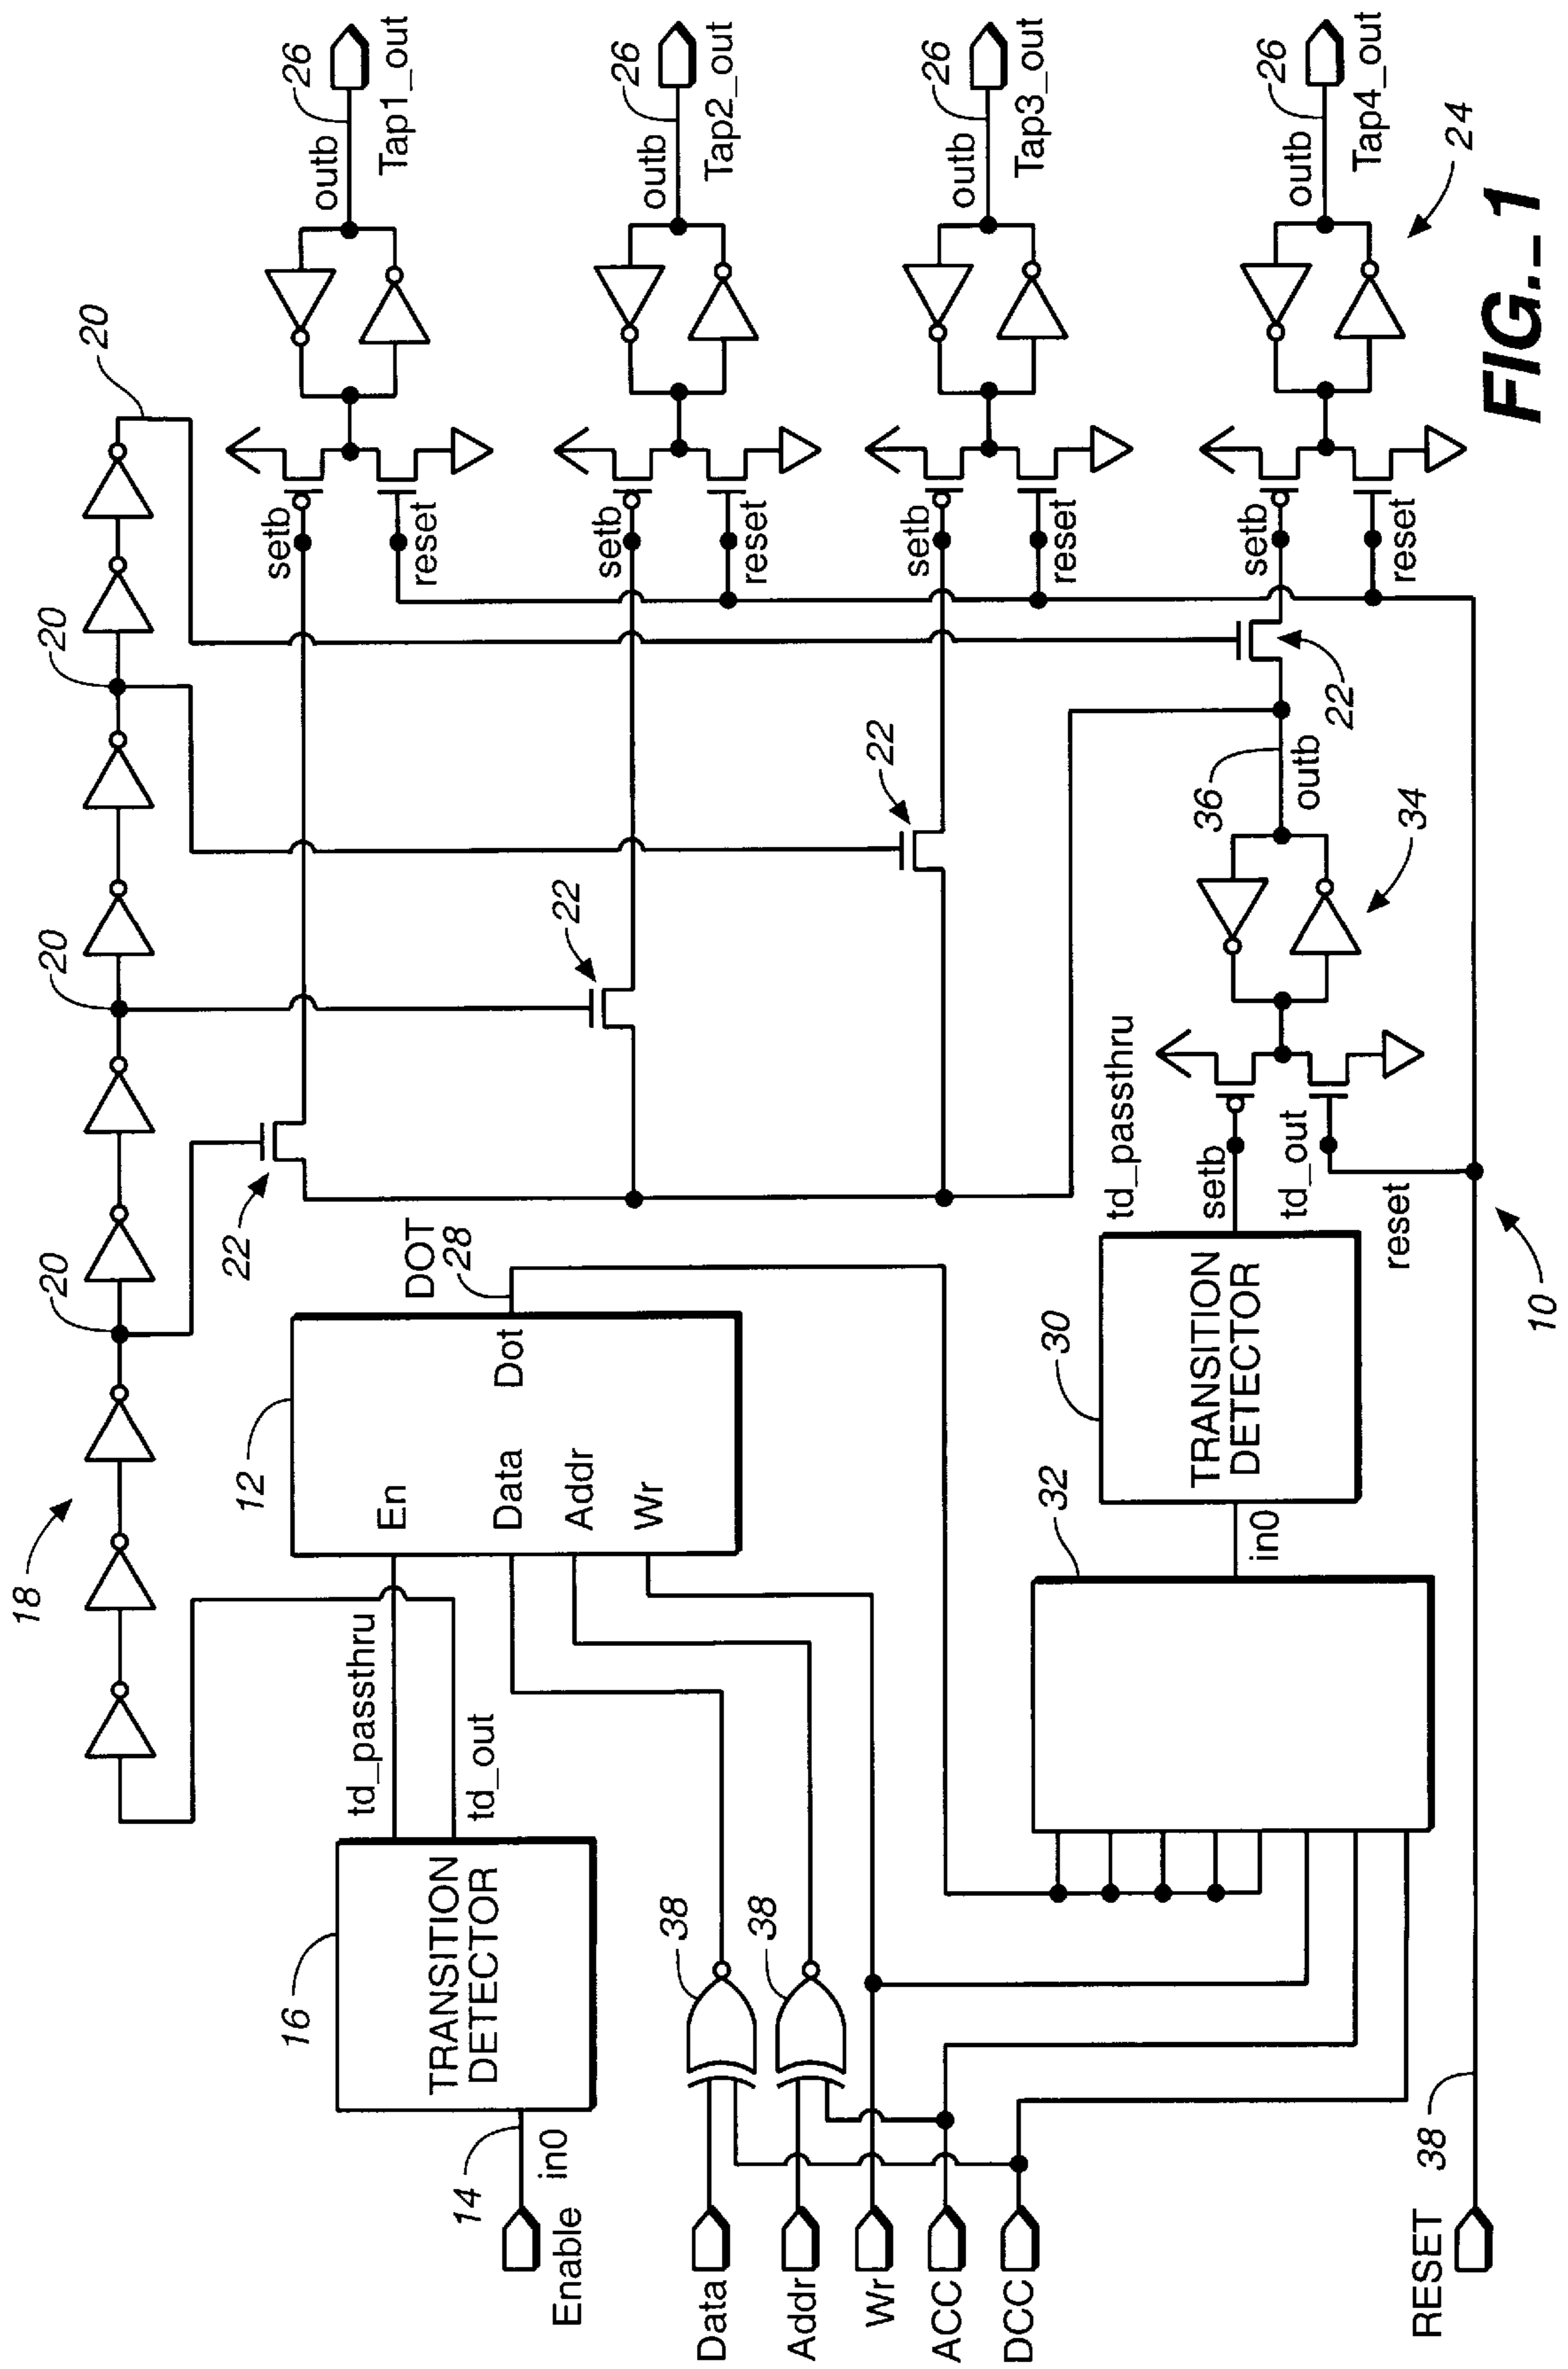 18
20
20
20
20
22
22
22
22
setb
reset
outb
26
Tap1_out
setb
reset
outb
26
Tap2_out
setb
reset
outb
26
Tap3_out
setb
reset
outb
26
Tap4_out
24
14
Enable
in0
16
TRANSITION
DETECTOR
td_passthru
td_out
12
En
Data
Addr
Wr
Dot
DOT
28
Data
Addr
Wr
ACC
DCC
38
38
32
in0
30
TRANSITION
DETECTOR
td_passthru
setb
td_out
reset
34
36
outb
RESET
38
10
FIG._1